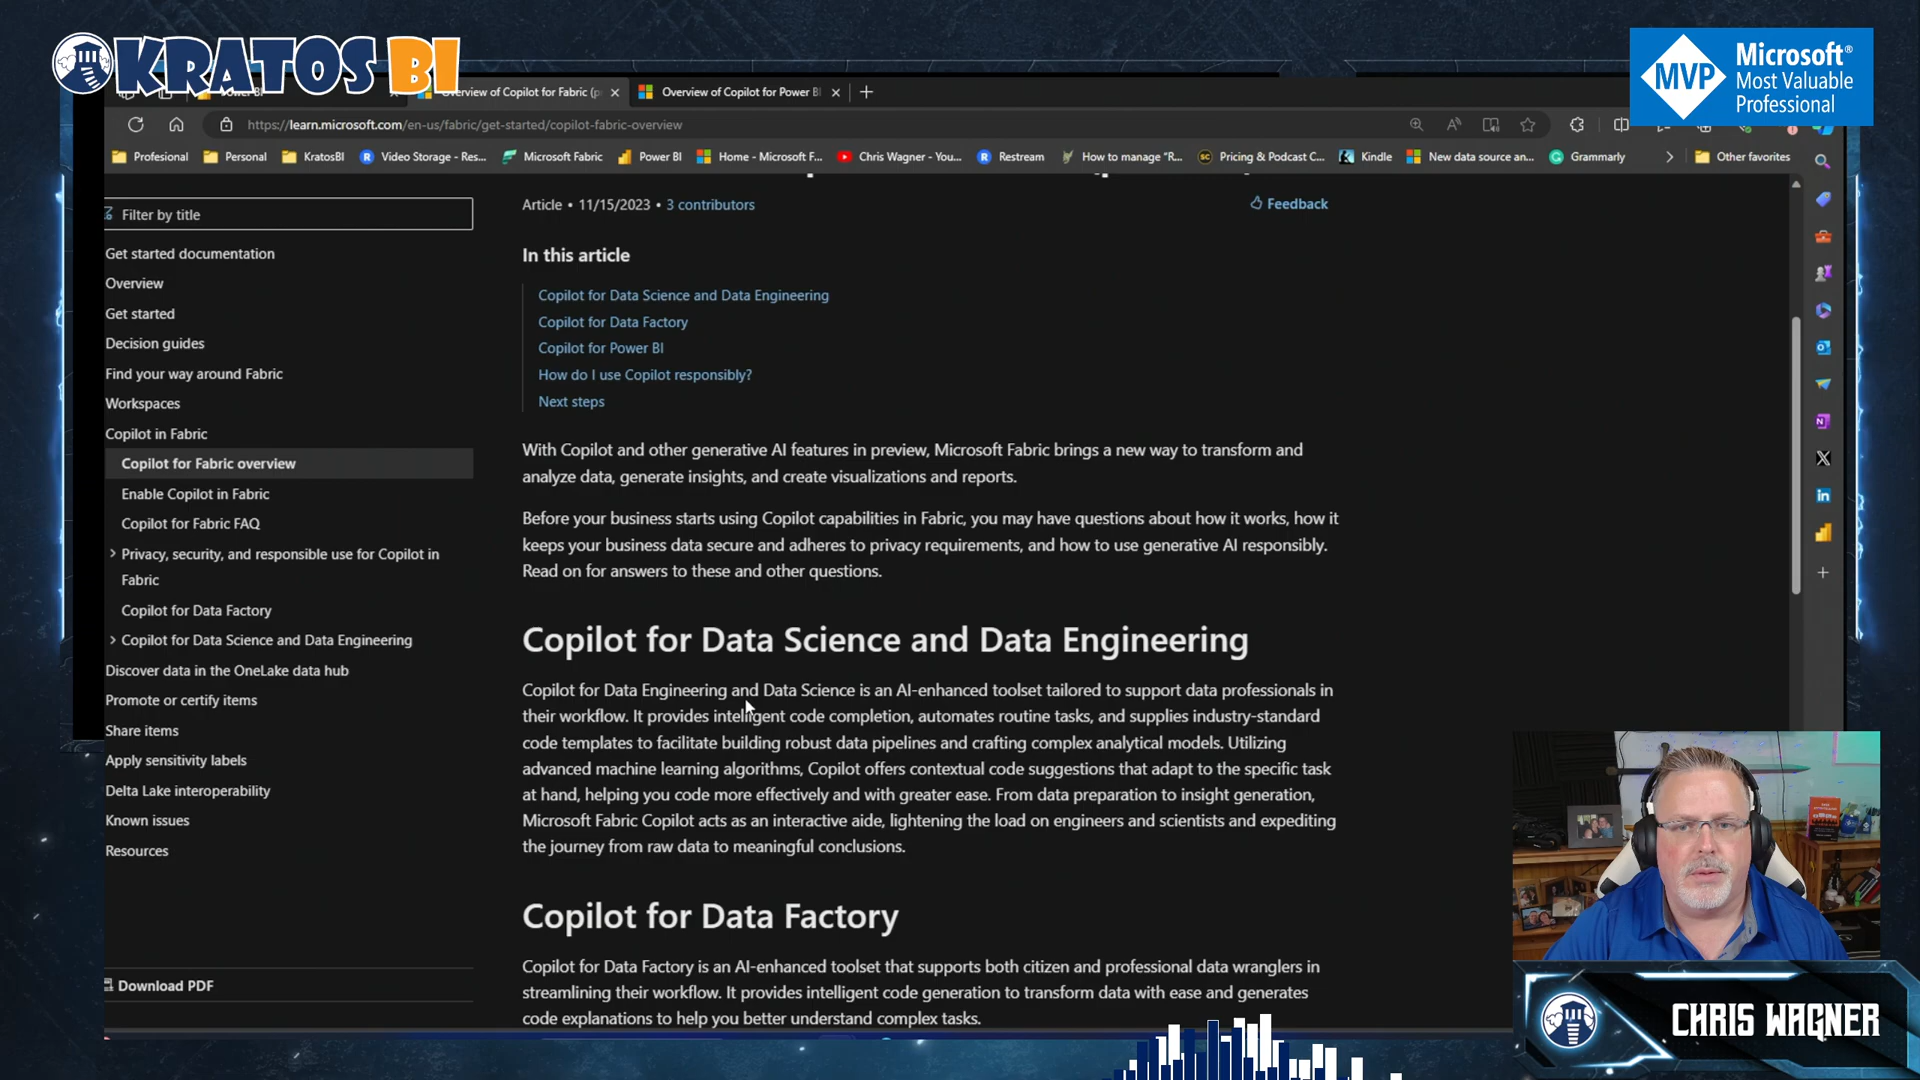 KRATOS BI
MVP
Microsoft®
Most Valuable
Professional
Overview of Copilot for Fabric (p
Overview of Copilot for Power BI
https://learn.microsoft.com/en-us/fabric/get-started/copilot-fabric-overview
Profesional
Personal
KratosBI
Video Storage - Res...
Microsoft Fabric
Power BI
Home - Microsoft F...
Chris Wagner - You...
Restream
How to manage "R...
Pricing & Podcast C...
Kindle
New data source an...
Grammarly
Other favorites
Filter by title
Get started documentation
Overview
Get started
Decision guides
Find your way around Fabric
Workspaces
Copilot in Fabric
Copilot for Fabric overview
Enable Copilot in Fabric
Copilot for Fabric FAQ
Privacy, security, and responsible use for Copilot in
Fabric
Copilot for Data Factory
Copilot for Data Science and Data Engineering
Discover data in the OneLake data hub
Promote or certify items
Share items
Apply sensitivity labels
Delta Lake interoperability
Known issues
Resources
Download PDF
Article • 11/15/2023 • 3 contributors
Feedback
In this article
Copilot for Data Science and Data Engineering
Copilot for Data Factory
Copilot for Power BI
How do I use Copilot responsibly?
Next steps
With Copilot and other generative AI features in preview, Microsoft Fabric brings a new way to transform and
analyze data, generate insights, and create visualizations and reports.
Before your business starts using Copilot capabilities in Fabric, you may have questions about how it works, how it
keeps your business data secure and adheres to privacy requirements, and how to use generative AI responsibly.
Read on for answers to these and other questions.
Copilot for Data Science and Data Engineering
Copilot for Data Engineering and Data Science is an AI-enhanced toolset tailored to support data professionals in
their workflow. It provides intelligent code completion, automates routine tasks, and supplies industry-standard
code templates to facilitate building robust data pipelines and crafting complex analytical models. Utilizing
advanced machine learning algorithms, Copilot offers contextual code suggestions that adapt to the specific task
at hand, helping you code more effectively and with greater ease. From data preparation to insight generation,
Microsoft Fabric Copilot acts as an interactive aide, lightening the load on engineers and scientists and expediting
the journey from raw data to meaningful conclusions.
Copilot for Data Factory
Copilot for Data Factory is an AI-enhanced toolset that supports both citizen and professional data wranglers in
streamlining their workflow. It provides intelligent code generation to transform data with ease and generates
code explanations to help you better understand complex tasks.
CHRIS WAGNER